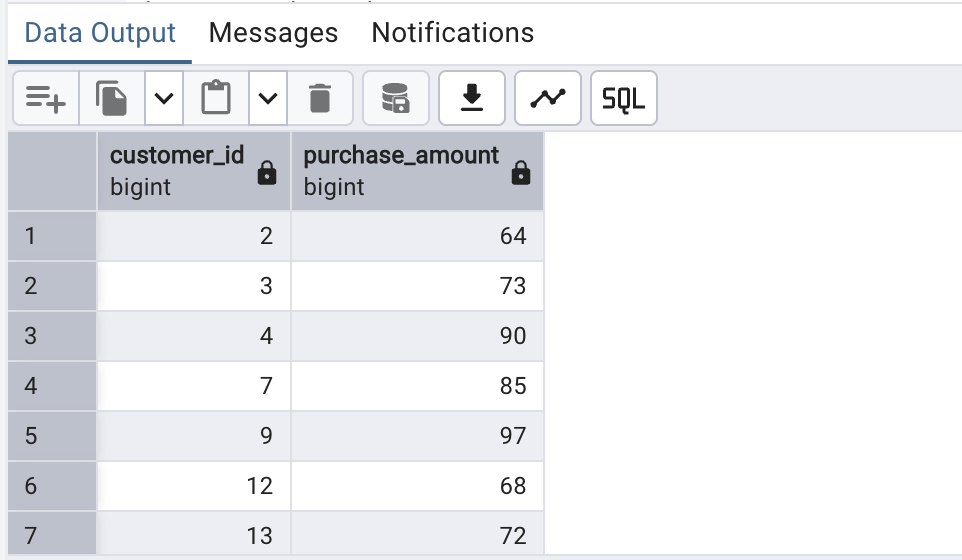 Data Output Messages Notifications
SQL
customer_id purchase_amount
bigint bigint
1 2 64
2 3 73
3 4 90
4 7 85
5 9 97
6 12 68
7 13 72